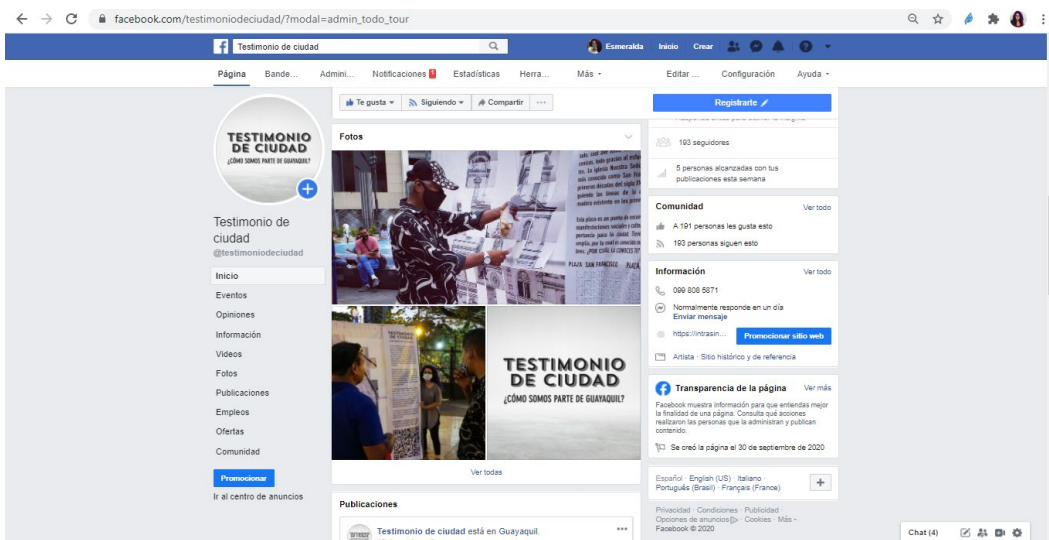 facebook.com/testimoniodeciudad/?modal=admin_todo_tour
Testimonio de ciudad
Esmeralda Inicio Crear
Página Bande... Admini... Notificaciones 1 Estadísticas Herra... Más Editar ... Configuración Ayuda
Te gusta Siguiendo Compartir ...
Registrarte
TESTIMONIO
DE CIUDAD
¿CÓMO SOMOS PARTE DE GUAYAQUIL?
Testimonio de
ciudad
@testimoniodeciudad
Inicio
Eventos
Opiniones
Información
Videos
Fotos
Publicaciones
Empleos
Ofertas
Comunidad
Promocionar
Ir al centro de anuncios
Fotos
PLAZA SAN FRANCISCO
TESTIMONIO
DE CIUDAD
¿CÓMO SOMOS PARTE DE GUAYAQUIL?
Ver todas
Publicaciones
Testimonio de ciudad está en Guayaquil.
193 seguidores
5 personas alcanzadas con tus
publicaciones esta semana
Comunidad Ver todo
A 191 personas les gusta esto
193 personas siguen esto
Información Ver todo
099 808 5871
Normalmente responde en un día
Enviar mensaje
https://intrasin... Promocionar sitio web
Artista · Sitio histórico y de referencia
Transparencia de la página Ver más
Facebook muestra información para que entiendas mejor
la finalidad de una página. Consulta qué acciones
realizaron las personas que la administran y publican
contenido.
Se creó la página el 30 de septiembre de 2020
Español · English (US) · Italiano ·
Português (Brasil) · Français (France)
Privacidad · Condiciones · Publicidad ·
Opciones de anuncios · Cookies · Más
Facebook © 2020
Chat (4)